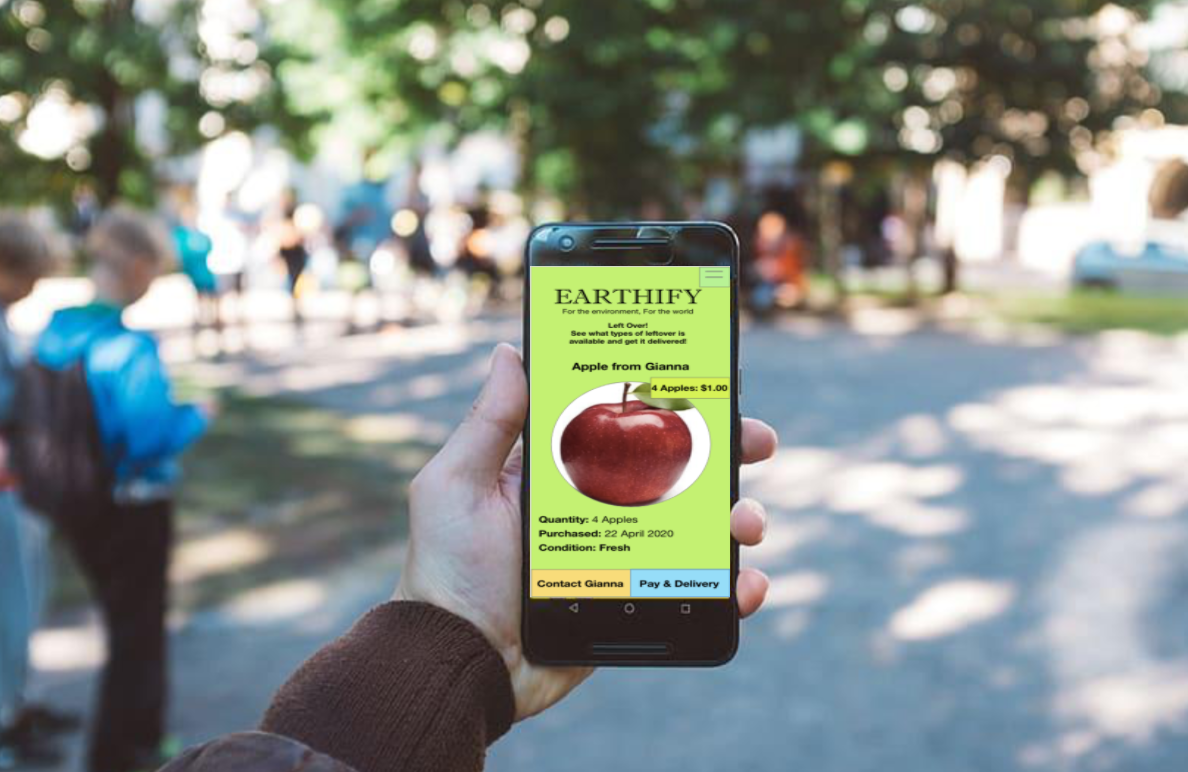 EARTHIFY
For the environment, For the world
Left Over!
See what types of leftover is
available and get it delivered!
Apple from Gianna
4 Apples: $1.00
Quantity: 4 Apples
Purchased: 22 April 2020
Condition: Fresh
Contact Gianna Pay & Delivery